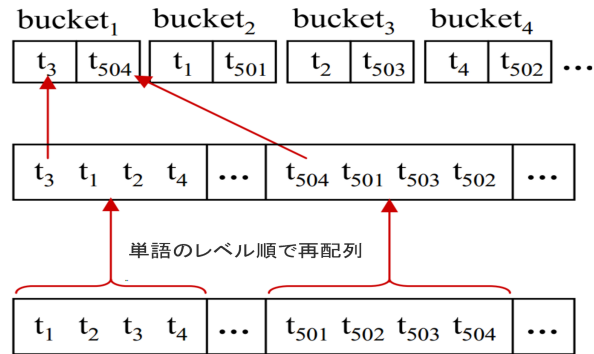 bucket₁ bucket₂ bucket₃ bucket₄
t₃ t₅₀₄ t₁ t₅₀₁ t₂ t₅₀₃ t₄ t₅₀₂ ...
t₃ t₁ t₂ t₄ ... t₅₀₄ t₅₀₁ t₅₀₃ t₅₀₂ ...
単語のレベル順で再配列
t₁ t₂ t₃ t₄ ... t₅₀₁ t₅₀₂ t₅₀₃ t₅₀₄ ...